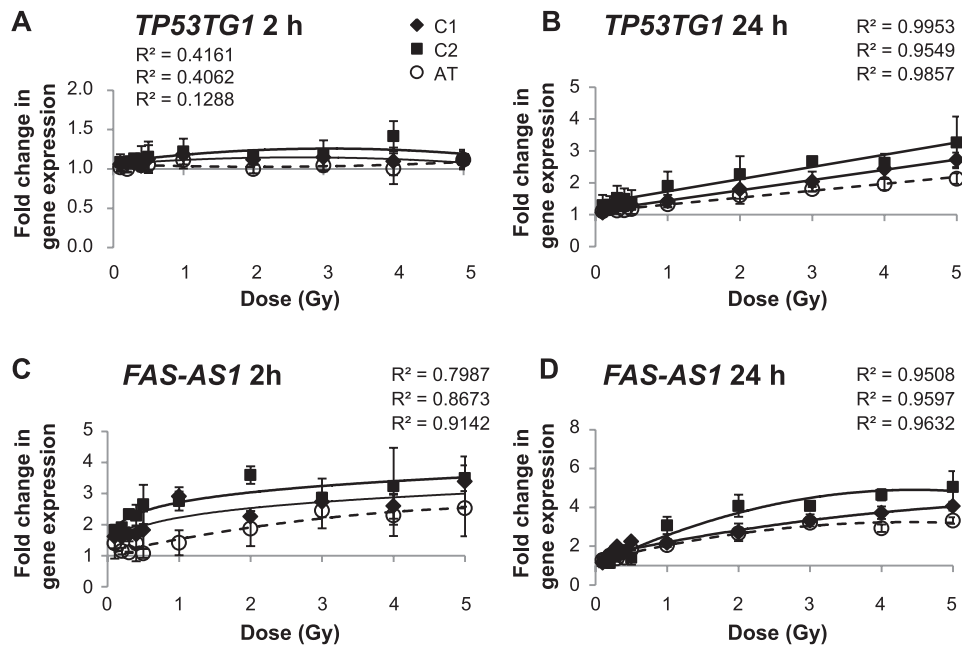 A
TP53TG1 2 h
R² = 0.4161
R² = 0.4062
R² = 0.1288
C1
C2
AT
Fold change in
gene expression
2.0
1.5
1.0
0.5
0.0
0 1 2 3 4 5
Dose (Gy)
B
TP53TG1 24 h
R² = 0.9953
R² = 0.9549
R² = 0.9857
Fold change in
gene expression
5
4
3
2
1
0
0 1 2 3 4 5
Dose (Gy)
C
FAS-AS1 2h
R² = 0.7987
R² = 0.8673
R² = 0.9142
Fold change in
gene expression
5
4
3
2
1
0
0 1 2 3 4 5
Dose (Gy)
D
FAS-AS1 24 h
R² = 0.9508
R² = 0.9597
R² = 0.9632
Fold change in
gene expression
8
6
4
2
0
0 1 2 3 4 5
Dose (Gy)